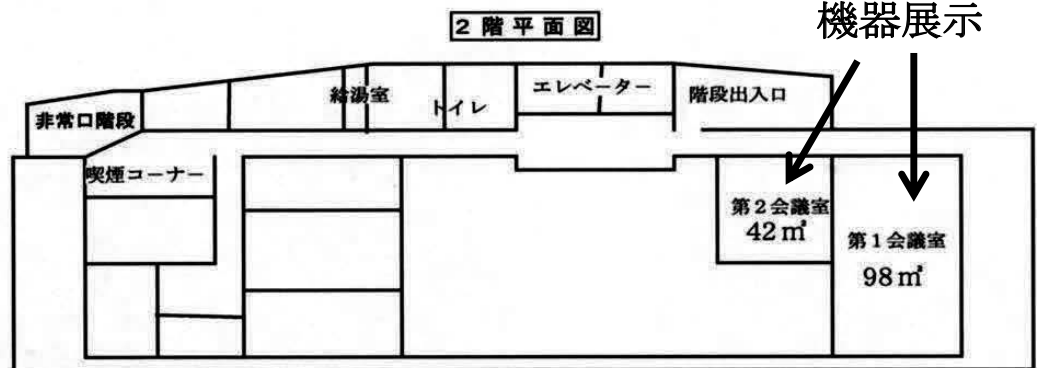 2階平面図
機器展示
非常口階段
給湯室
トイレ
エレベーター
階段出入口
喫煙コーナー
第2会議室
42㎡
第1会議室
98㎡